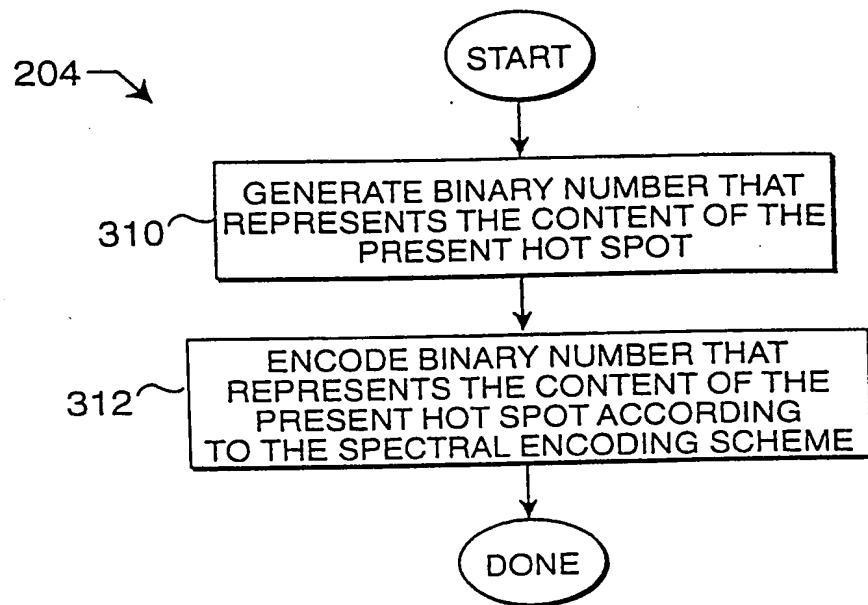 START
204
GENERATE BINARY NUMBER THAT
REPRESENTS THE CONTENT OF THE
PRESENT HOT SPOT
310
ENCODE BINARY NUMBER THAT
REPRESENTS THE CONTENT OF THE
PRESENT HOT SPOT ACCORDING
TO THE SPECTRAL ENCODING SCHEME
312
DONE